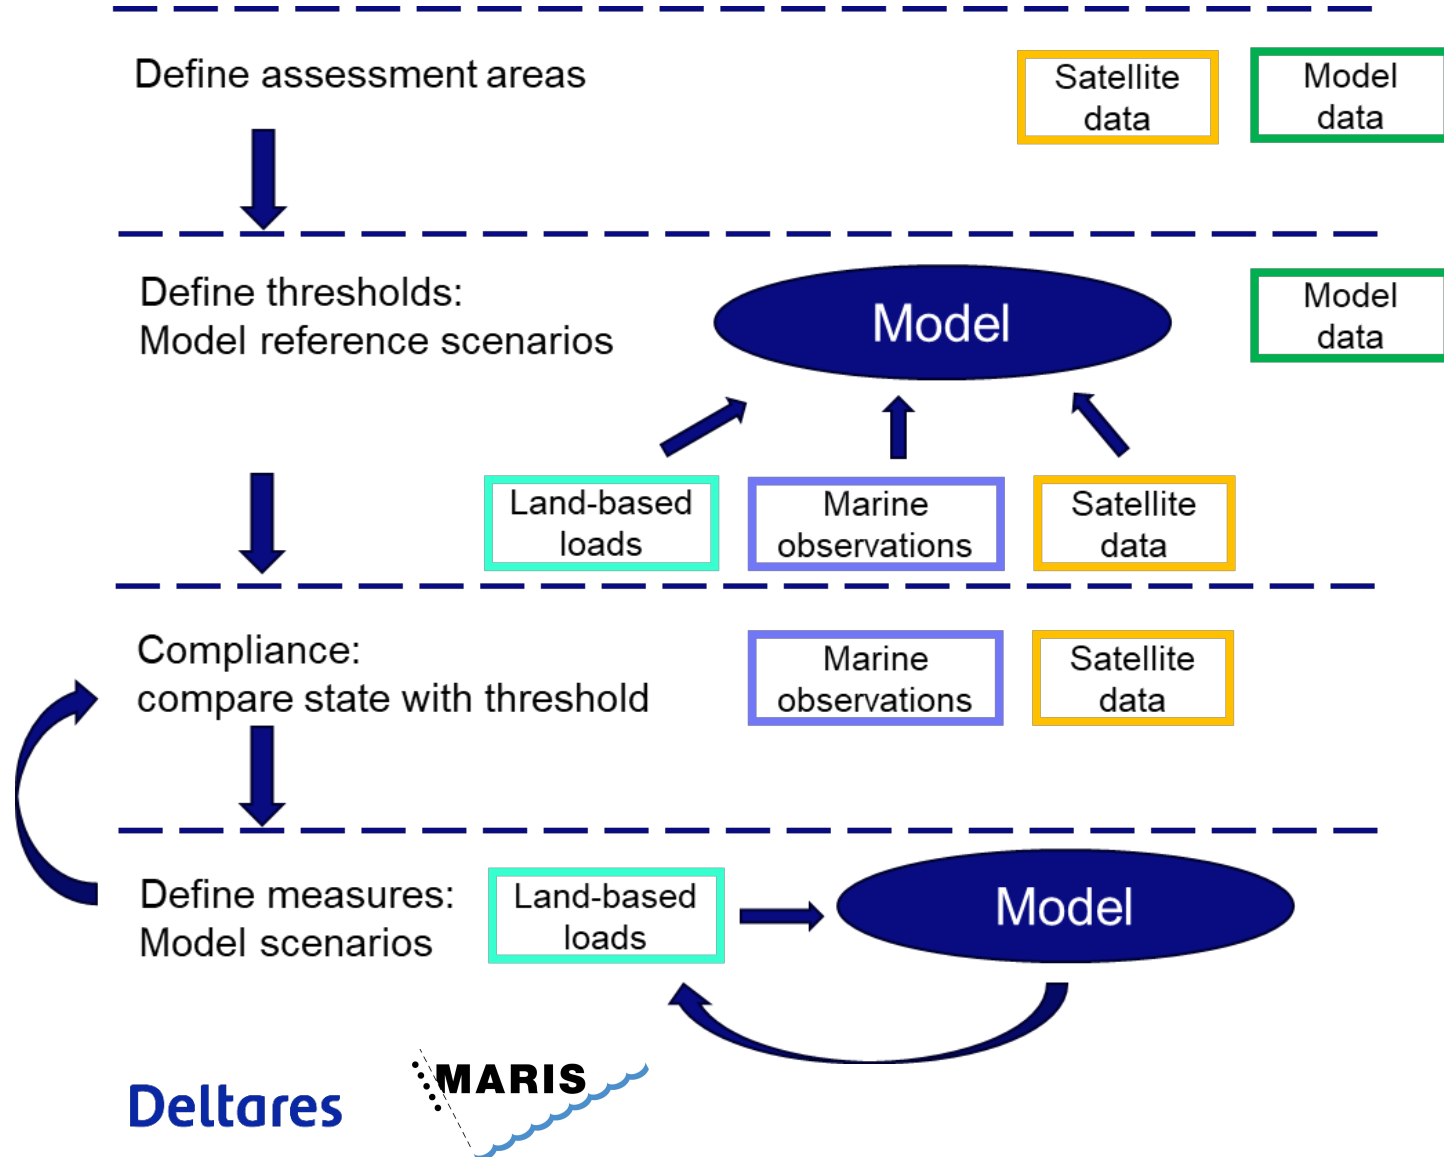 Define assessment areas
Satellite
data
Model
data
Define thresholds:
Model reference scenarios
Model
Model
data
Land-based
loads
Marine
observations
Satellite
data
Compliance:
compare state with threshold
Marine
observations
Satellite
data
Define measures:
Model scenarios
Land-based
loads
Model
Deltares
MARIS